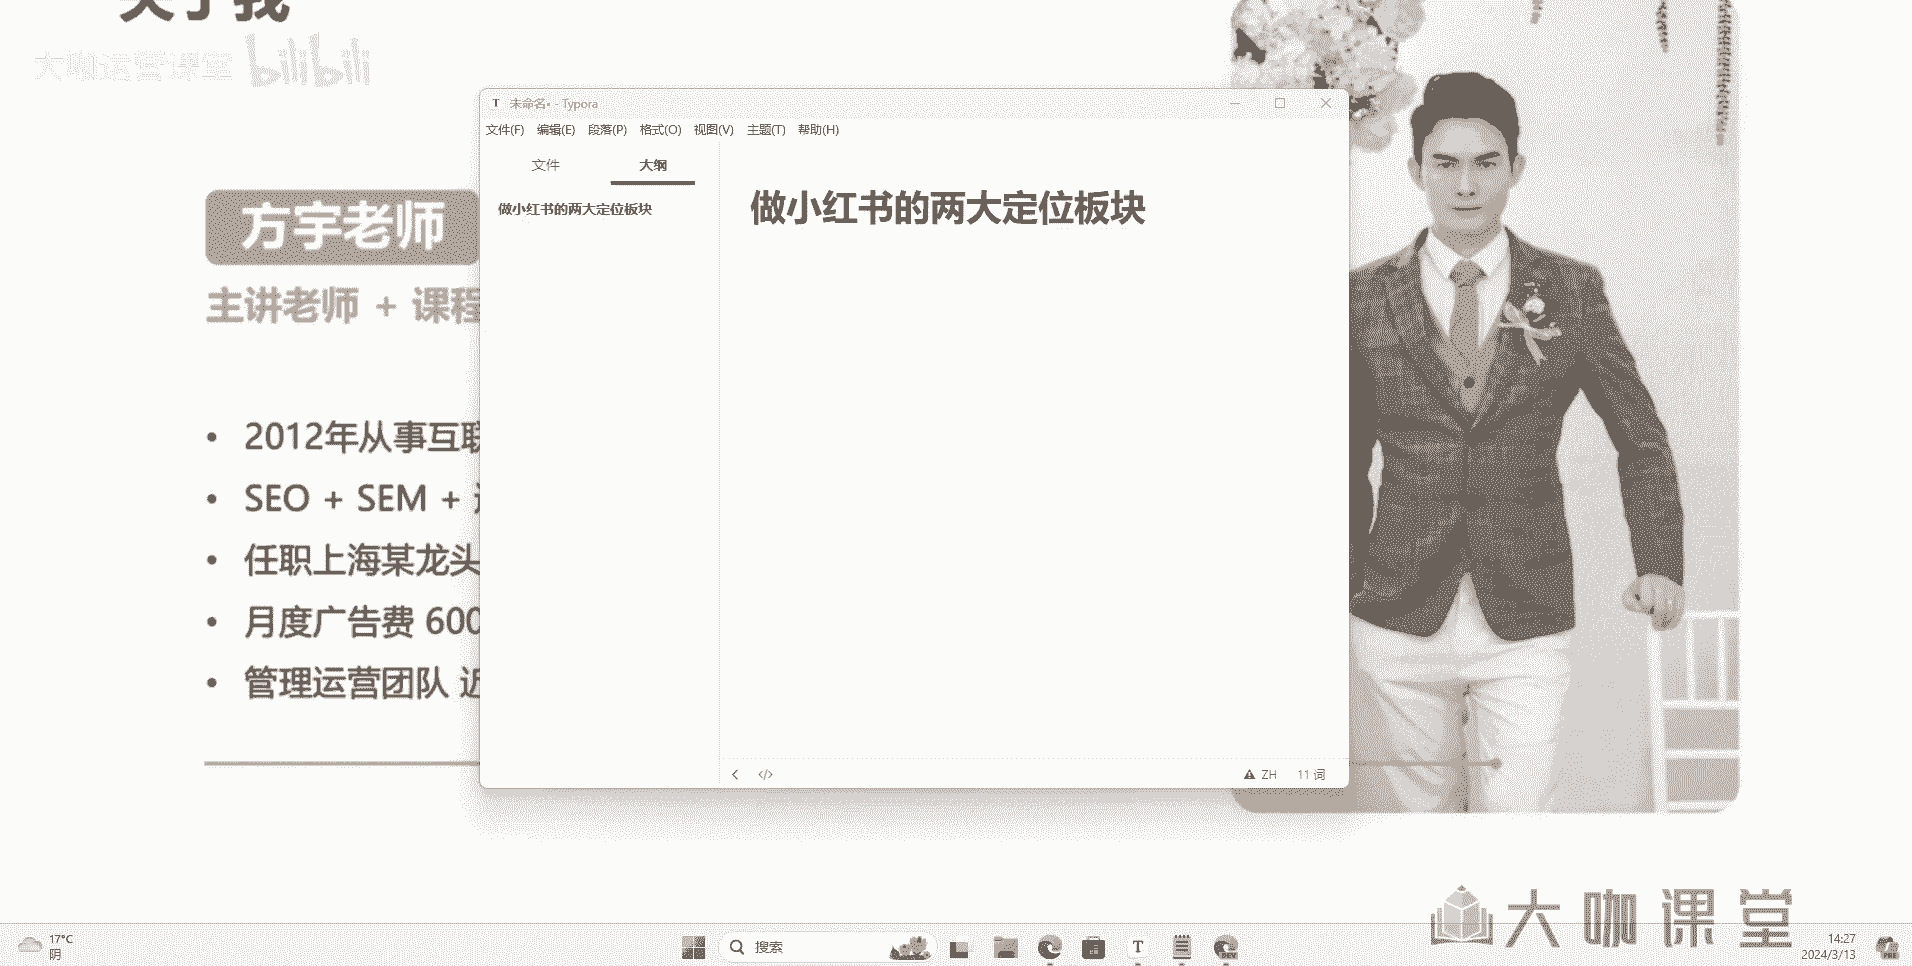 关于我
大咖运营课堂 bilibili
未命名• - Typora
文件(F) 编辑(E) 段落(P) 格式(O) 视图(V) 主题(T) 帮助(H)
文件 大纲
做小红书的两大定位板块
做小红书的两大定位板块
方宇老师
主讲老师 + 课程
2012年从事互联
SEO + SEM +
任职上海某龙头
月度广告费 600
管理运营团队 近
</> ZH 11 词
大咖课堂
17°C
阴
搜索
T
DEV
14:27
2024/3/13
PRE